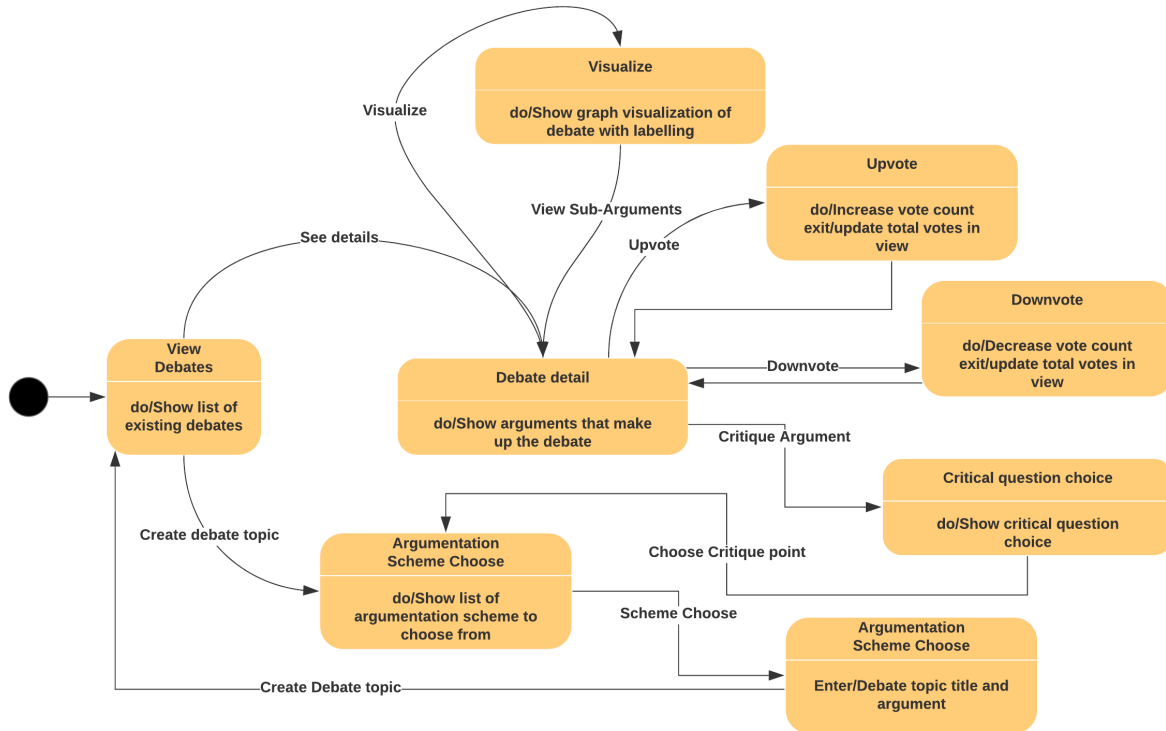 Visualize
do/Show graph visualization of
debate with labelling
Visualize
Upvote
do/Increase vote count
exit/update total votes in
view
View Sub-Arguments
Upvote
See details
Downvote
do/Decrease vote count
exit/update total votes in
view
View
Debates
do/Show list of
existing debates
Debate detail
do/Show arguments that make
up the debate
Downvote
Critique Argument
Critical question choice
do/Show critical question
choice
Create debate topic
Argumentation
Scheme Choose
do/Show list of
argumentation scheme to
choose from
Choose Critique point
Scheme Choose
Argumentation
Scheme Choose
Enter/Debate topic title and
argument
Create Debate topic